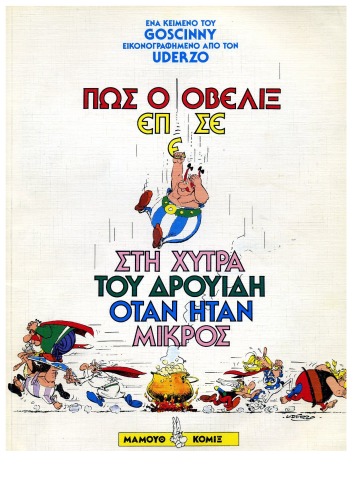 ΕΝΑ ΚΕΙΜΕΝΟ ΤΟΥ
GOSCINNY
ΕΙΚΟΝΟΓΡΑΦΗΜΕΝΟ ΑΠΟ ΤΟΝ
UDERZO
ΠΩΣ Ο ΟΒΕΛΙΞ
ΕΠ ΣΕ
Ε
ΣΤΗ ΧΥΤΡΑ
ΤΟΥ ΔΡΟΥΙΔΗ
ΟΤΑΝ ΗΤΑΝ
ΜΙΚΡΟΣ
UDERZO
ΜΑΜΟΥΘ ΚΟΜΙΞ